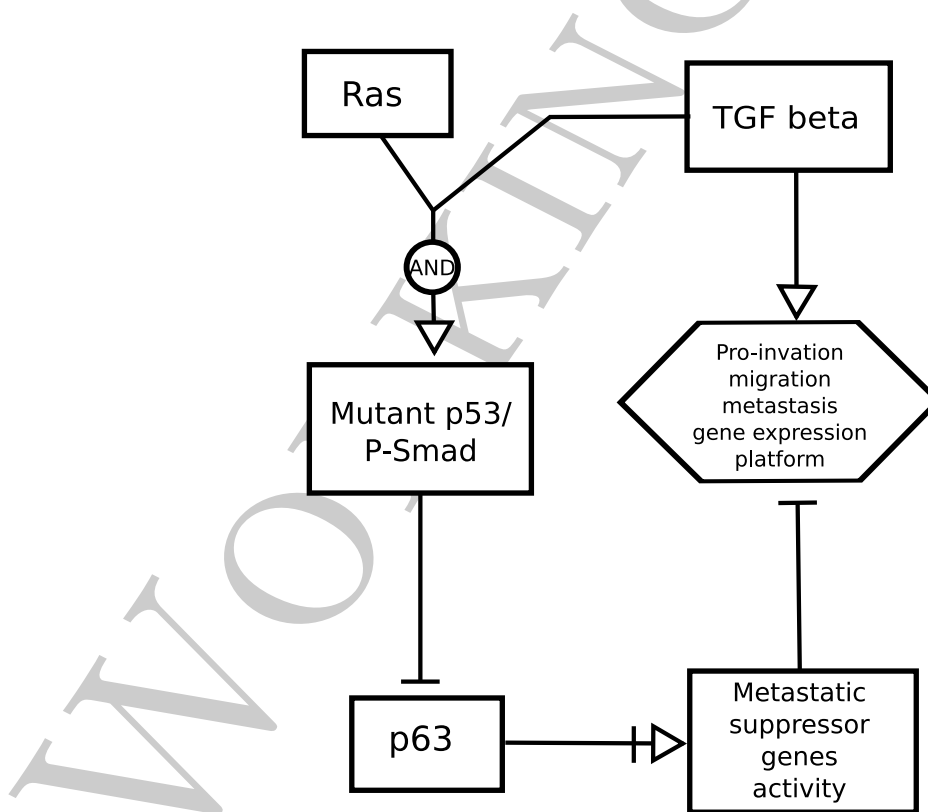 Ras
TGF beta
AND
Pro-invation
migration
metastasis
gene expression
platform
Mutant p53/
P-Smad
p63
Metastatic
suppressor
genes
activity